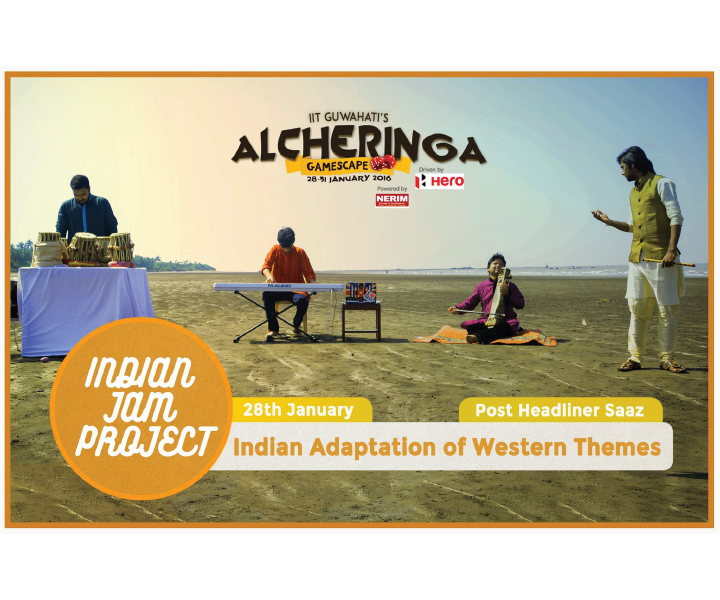 IIT GUWAHATI'S
ALCHERINGA
GAMESCAPE
28-31 JANUARY 2016
Driven by
HERO
Powered by
NERIM
M-AUDIO
INDIAN
JAM
PROJECT
28th January
Post Headliner Saaz
Indian Adaptation of Western Themes